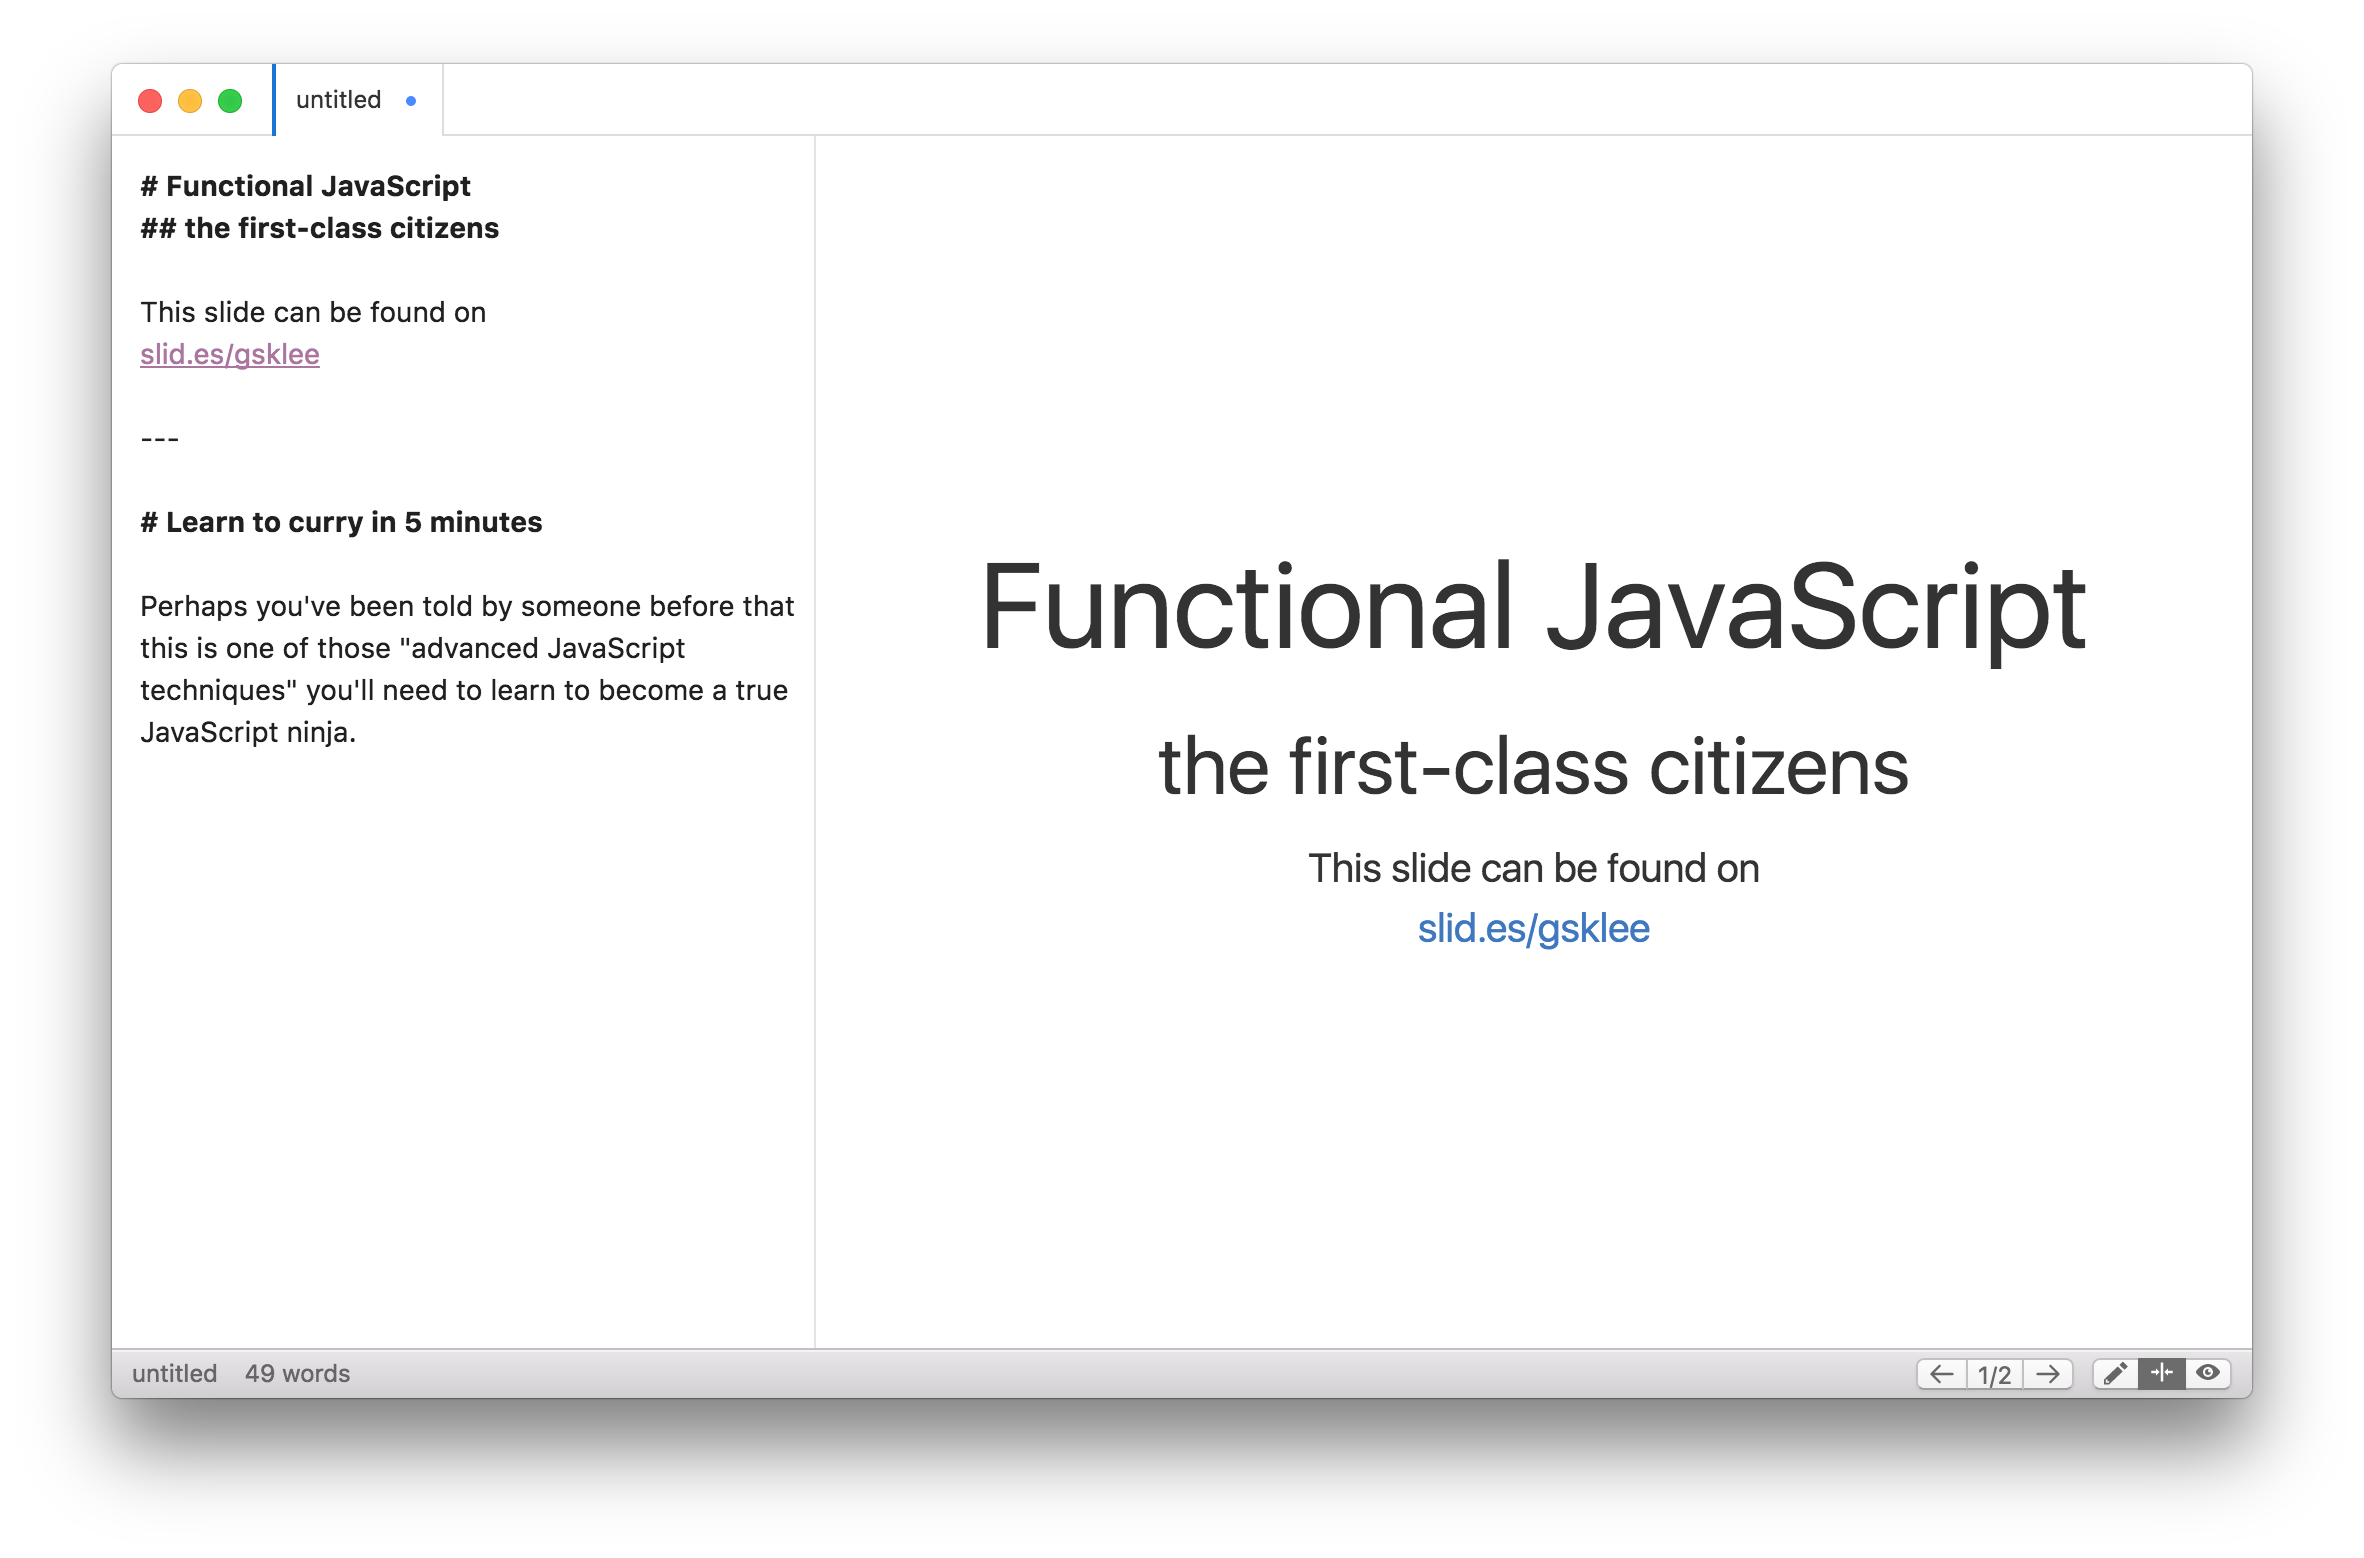 untitled
# Functional JavaScript
## the first-class citizens
This slide can be found on
slid.es/gsklee
---
# Learn to curry in 5 minutes
Perhaps you've been told by someone before that
this is one of those "advanced JavaScript
techniques" you'll need to learn to become a true
JavaScript ninja.
Functional JavaScript
the first-class citizens
This slide can be found on
slid.es/gsklee
untitled 49 words
1/2